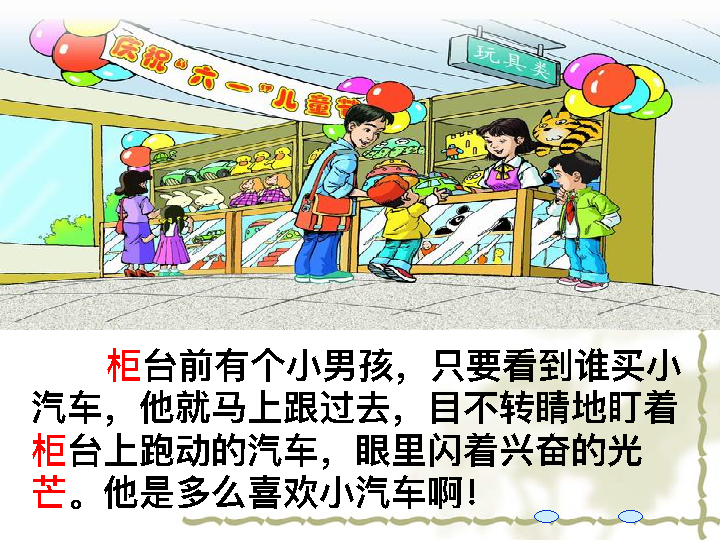 庆祝“六一”儿童节
玩具类
柜台前有个小男孩，只要看到谁买小
汽车，他就马上跟过去，目不转睛地盯着
柜台上跑动的汽车，眼里闪着兴奋的光
芒。他是多么喜欢小汽车啊！